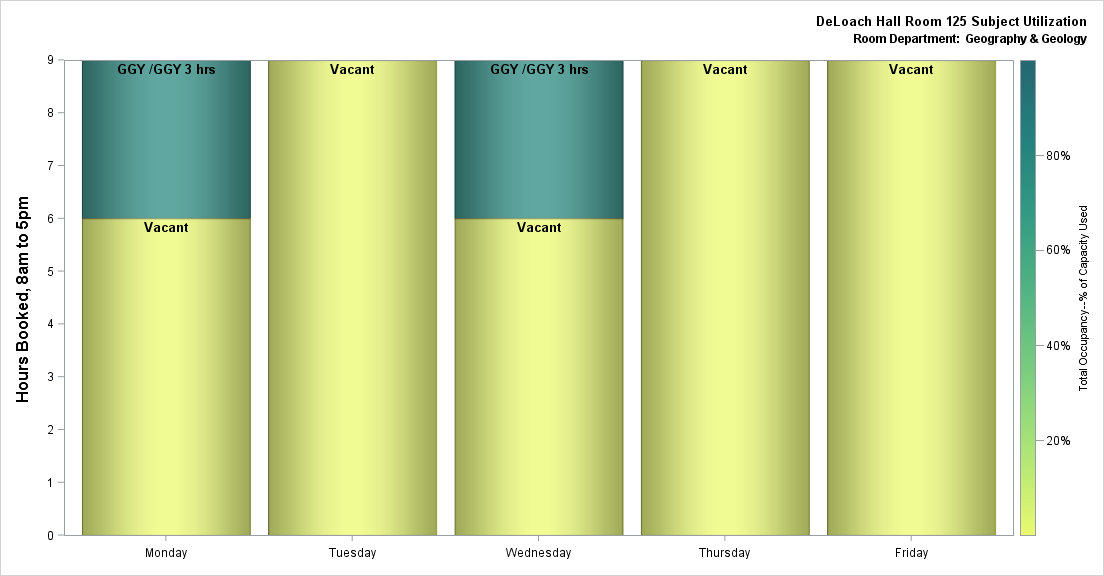 DeLoach Hall Room 125 Subject Utilization
Room Department: Geography & Geology
Hours Booked, 8am to 5pm
9
8
7
6
5
4
3
2
1
0
GGY /GGY 3 hrs
Vacant
GGY /GGY 3 hrs
Vacant
Vacant
Vacant
Vacant
Monday
Tuesday
Wednesday
Thursday
Friday
80%
60%
40%
20%
Total Occupancy--% of Capacity Used